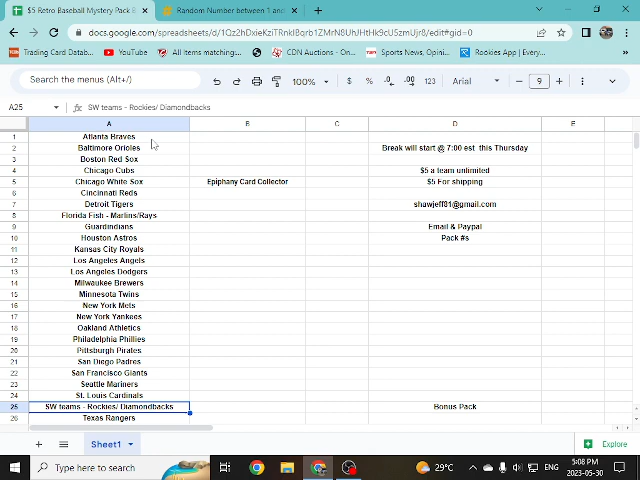 $5 Retro Baseball Mystery Pack B
Random Number between 1 and
docs.google.com/spreadsheets/d/1Qz2hDxieKziTRnkIBqrb1ZMrN8UhJHtHk9cUSzmUjr8/edit#gid=0
Trading Card Datab... YouTube All Items matching:... CDN Auctions - On... Sport News, Opini... Rookies App | Every...
Search the menus (Alt+/) 100% $ % .0 .00 123 Arial 9
A25 fx SW teams - Rockies/ Diamondbacks
A B C D E
1 Atlanta Braves
2 Baltimore Orioles Break will start @ 7:00 est this Thursday
3 Boston Red Sox
4 Chicago Cubs $5 a team unlimited
5 Chicago White Sox Epiphany Card Collector $5 For shipping
6 Cincinnati Reds
7 Detroit Tigers shawjeff81@gmail.com
8 Florida Fish - Marlins/Rays
9 Guardindians Email & Paypal
10 Houston Astros Pack #s
11 Kansas City Royals
12 Los Angeles Angels
13 Los Angeles Dodgers
14 Milwaukee Brewers
15 Minnesota Twins
16 New York Mets
17 New York Yankees
18 Oakland Athletics
19 Philadelphia Phillies
20 Pittsburgh Pirates
21 San Diego Padres
22 San Francisco Giants
23 Seattle Mariners
24 St. Louis Cardinals
25 SW teams - Rockies/ Diamondbacks Bonus Pack
26 Texas Rangers
Sheet1 Explore
Type here to search 29°C ENG 5:08 PM
2023-05-30